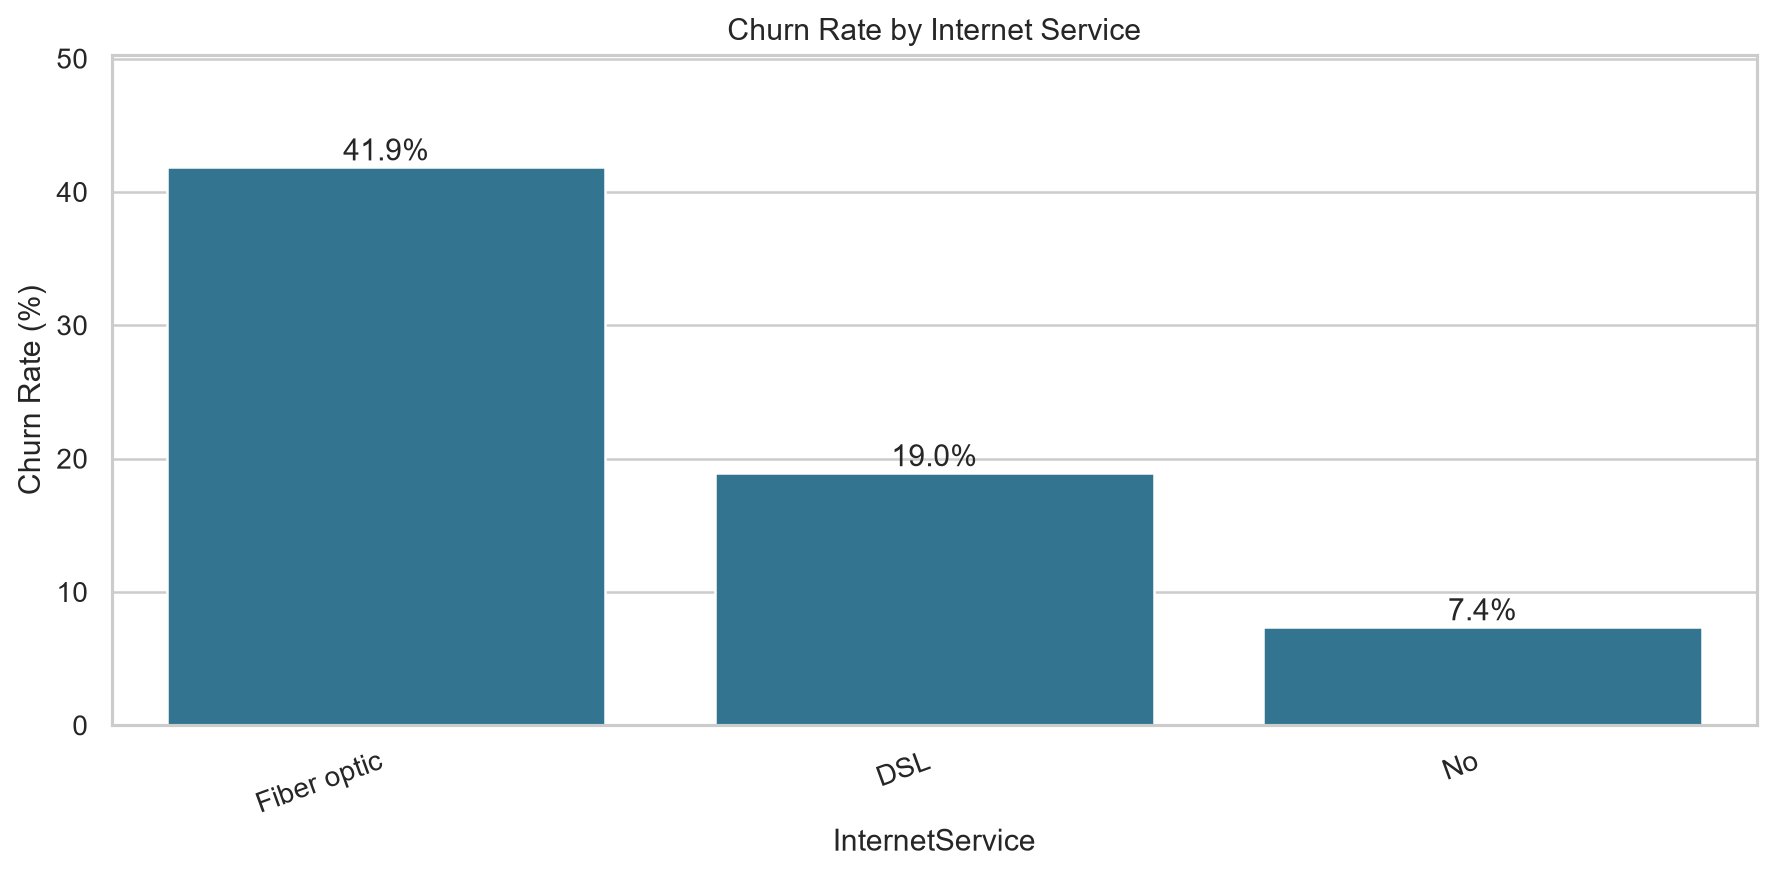 Churn Rate by Internet Service
50
40
30
20
10
0
Churn Rate (%)
41.9%
19.0%
7.4%
Fiber optic
DSL
No
InternetService